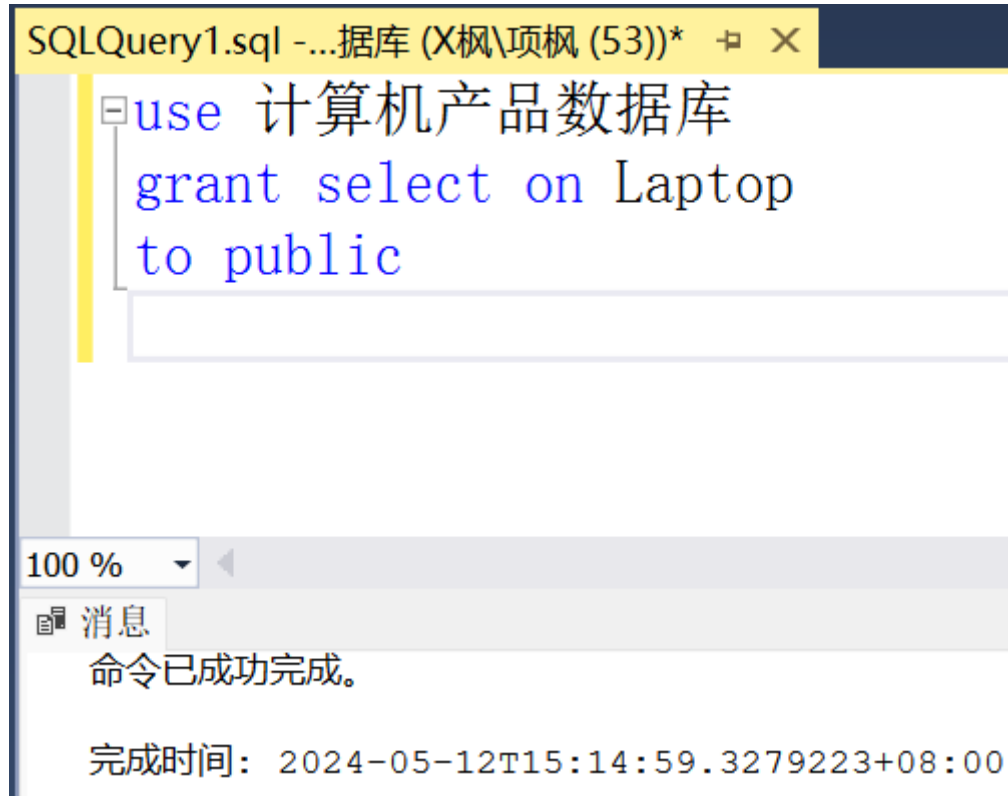 SQLQuery1.sql -...据库 (X枫\项枫 (53))*
use 计算机产品数据库
grant select on Laptop
to public
100 %
消息
命令已成功完成。
完成时间: 2024-05-12T15:14:59.3279223+08:00